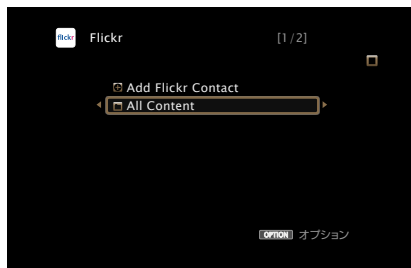 flickr Flickr [1/2]
Add Flickr Contact
All Content
OPTION オプション